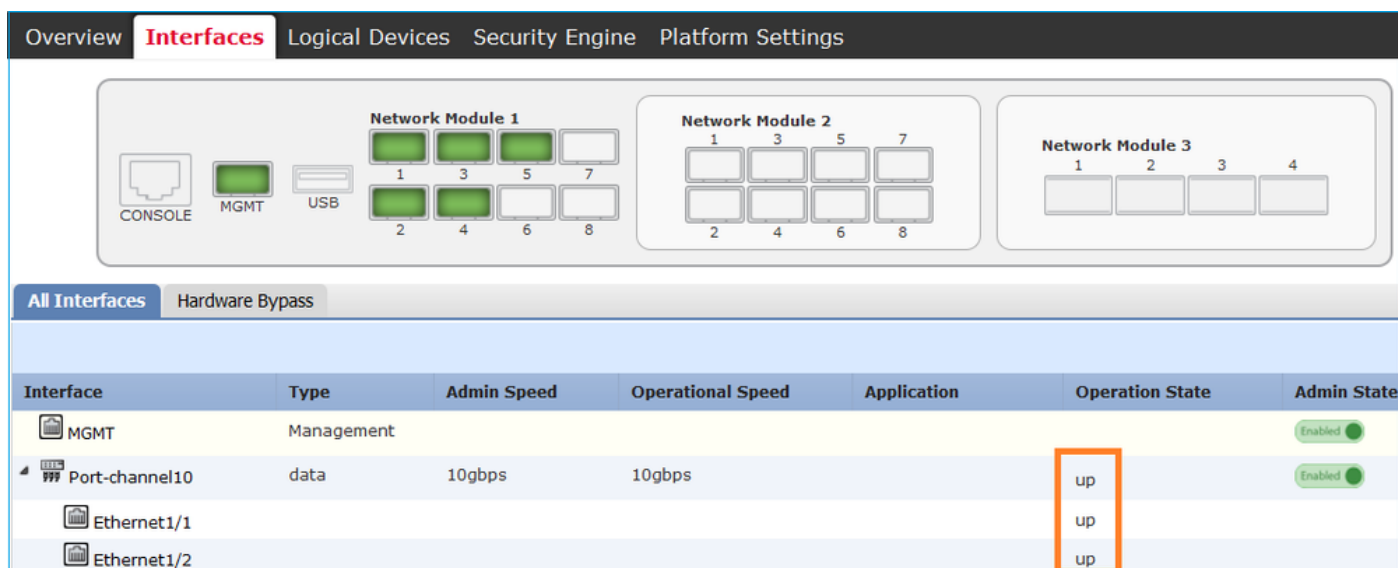 Overview Interfaces Logical Devices Security Engine Platform Settings
Network Module 1
1 3 5 7
2 4 6 8
CONSOLE MGMT USB
Network Module 2
1 3 5 7
2 4 6 8
Network Module 3
1 2 3 4
All Interfaces Hardware Bypass
Interface Type Admin Speed Operational Speed Application Operation State Admin State
MGMT Management Enabled
Port-channel10 data 10gbps 10gbps up Enabled
Ethernet1/1 up
Ethernet1/2 up